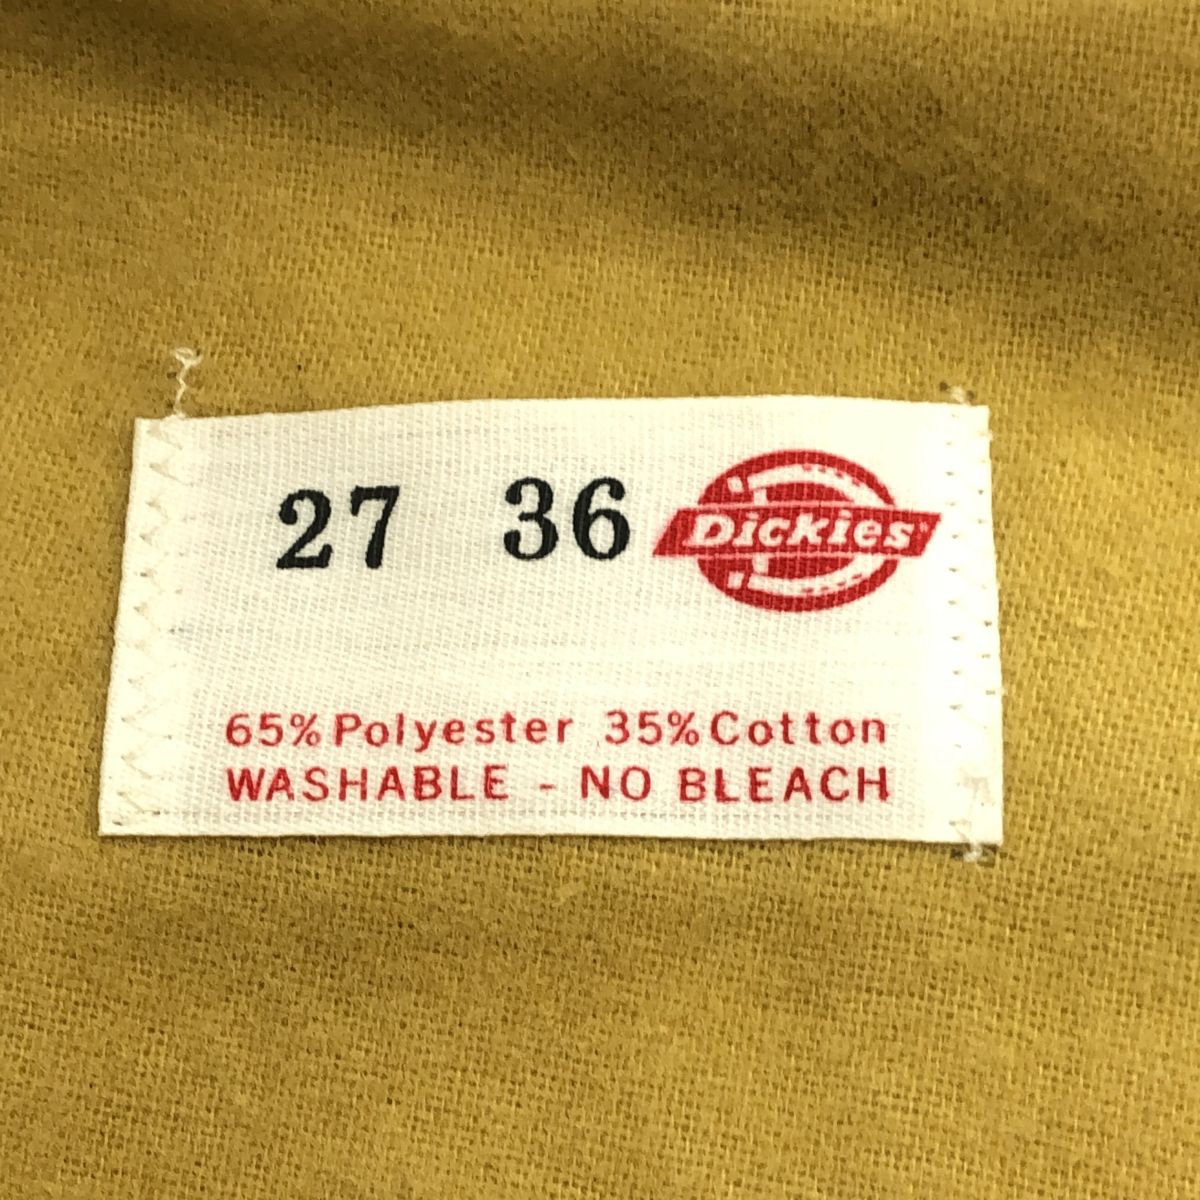 27 36 Dickies
65% Polyester 35% Cotton
WASHABLE - NO BLEACH